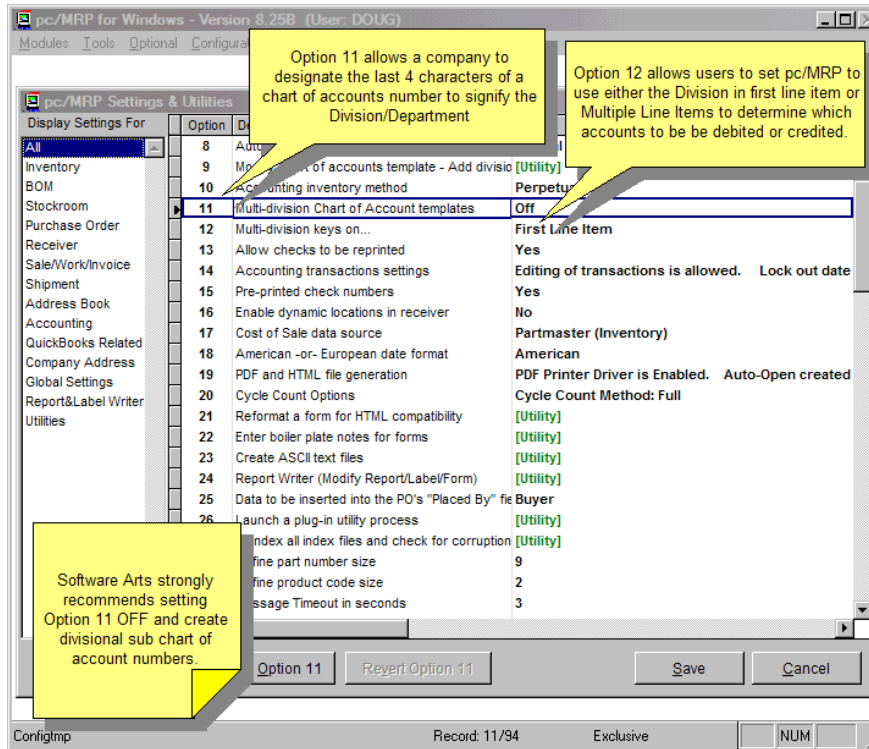 pc/MRP for Windows - Version 8.25B (User: DOUG)
Modules Tools Optional
Option 11 allows a company to
designate the last 4 characters of a
chart of accounts number to signify the
Division/Department
Option 12 allows users to set pc/MRP to
use either the Division in first line item or
Multiple Line Items to determine which
accounts to be be debited or credited.
pc/MRP Settings & Utilities
Display Settings For
All
Inventory
BOM
Stockroom
Purchase Order
Receiver
Sale/Work/Invoice
Shipment
Address Book
Accounting
QuickBooks Related
Company Address
Global Settings
Report&Label Writer
Utilities
Option
8
9 of accounts template - Add divisio [Utility]
10 Accounting inventory method Perpetu
11 Multi-division Chart of Account templates Off
12 Multi-division keys on... First Line Item
13 Allow checks to be reprinted Yes
14 Accounting transactions settings Editing of transactions is allowed. Lock out date
15 Pre-printed check numbers Yes
16 Enable dynamic locations in receiver No
17 Cost of Sale data source Partmaster (Inventory)
18 American -or- European date format American
19 PDF and HTML file generation PDF Printer Driver is Enabled. Auto-Open created
20 Cycle Count Options Cycle Count Method: Full
21 Reformat a form for HTML compatibility [Utility]
22 Enter boiler plate notes for forms [Utility]
23 Create ASCII text files [Utility]
24 Report Writer (Modify Report/Label/Form) [Utility]
25 Data to be inserted into the PO's "Placed By" fie Buyer
26 Launch a plug-in utility process [Utility]
ndex all index files and check for corruption [Utility]
fine part number size 9
fine product code size 2
ssage Timeout in seconds 3
Software Arts strongly
recommends setting
Option 11 OFF and create
divisional sub chart of
account numbers.
Option 11
Revert Option 11
Save
Cancel
Configtmp
Record: 11/94
Exclusive
NUM